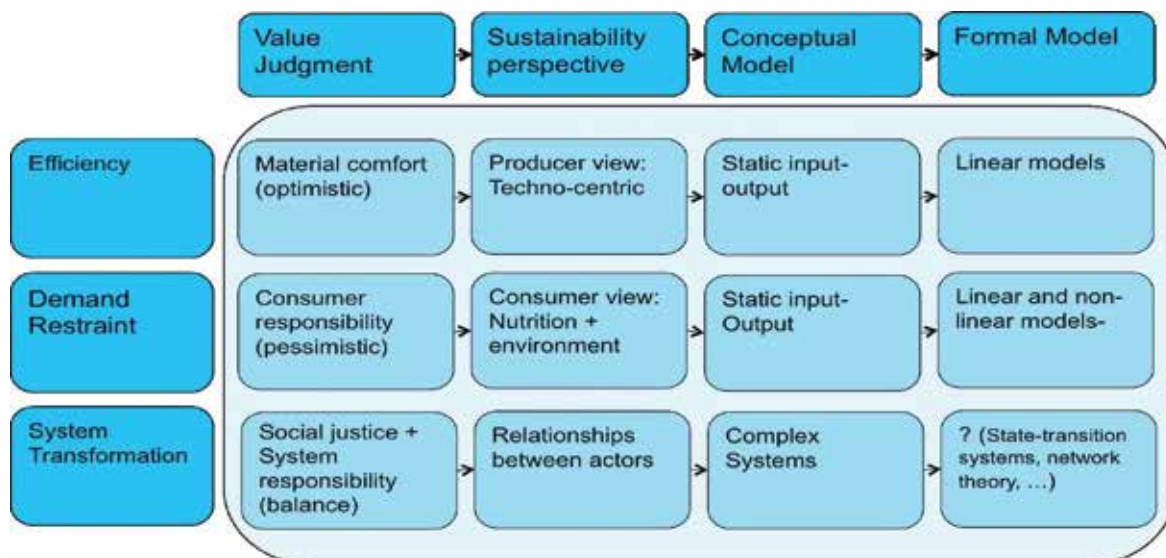 Value
Judgment
Sustainability
perspective
Conceptual
Model
Formal Model
Efficiency
Material comfort
(optimistic)
Producer view:
Techno-centric
Static input-
output
Linear models
Demand
Restraint
Consumer
responsibility
(pessimistic)
Consumer view:
Nutrition +
environment
Static input-
Output
Linear and non-
linear models-
System
Transformation
Social justice +
System
responsibility
(balance)
Relationships
between actors
Complex
Systems
? (State-transition
systems, network
theory, ...)